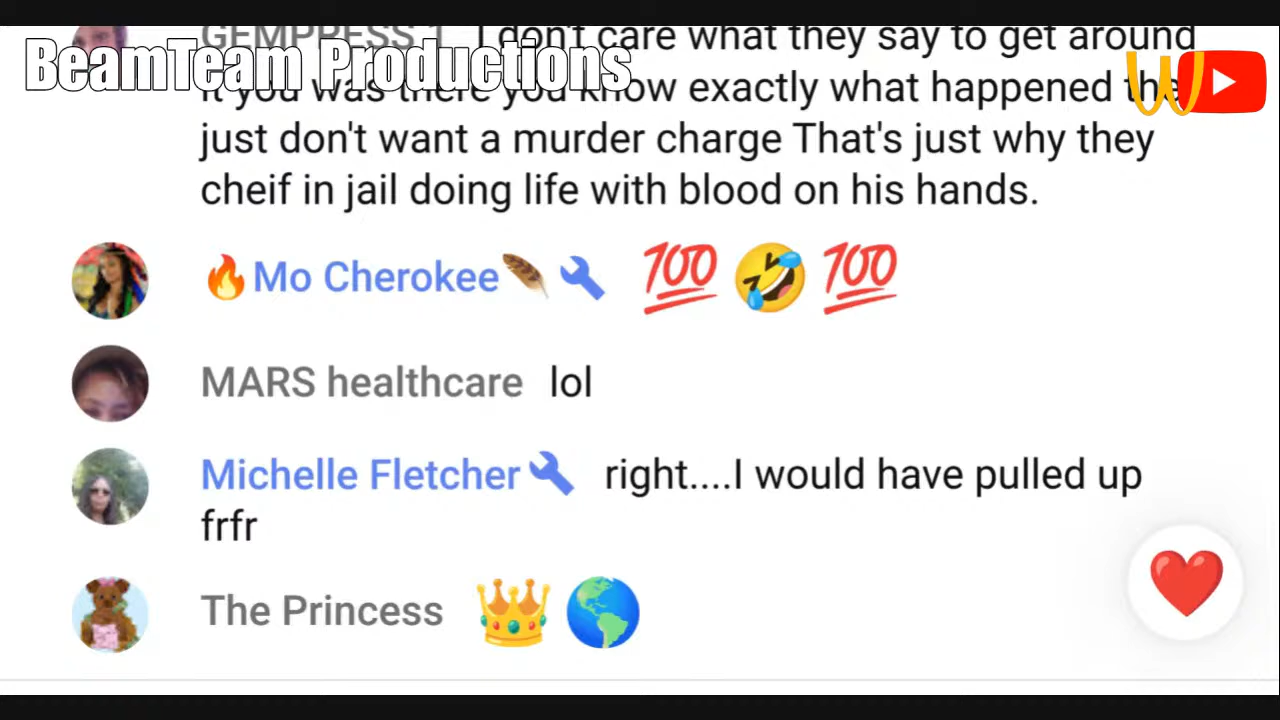 BeamTeam Productions
GEMPRESS 1 I don't care what they say to get around
it you was there you know exactly what happened the
just don't want a murder charge That's just why they
cheif in jail doing life with blood on his hands.
🔥Mo Cherokee🪶🔧 💯🤣💯
MARS healthcare lol
Michelle Fletcher🔧 right....I would have pulled up
frfr
The Princess 👑🌎